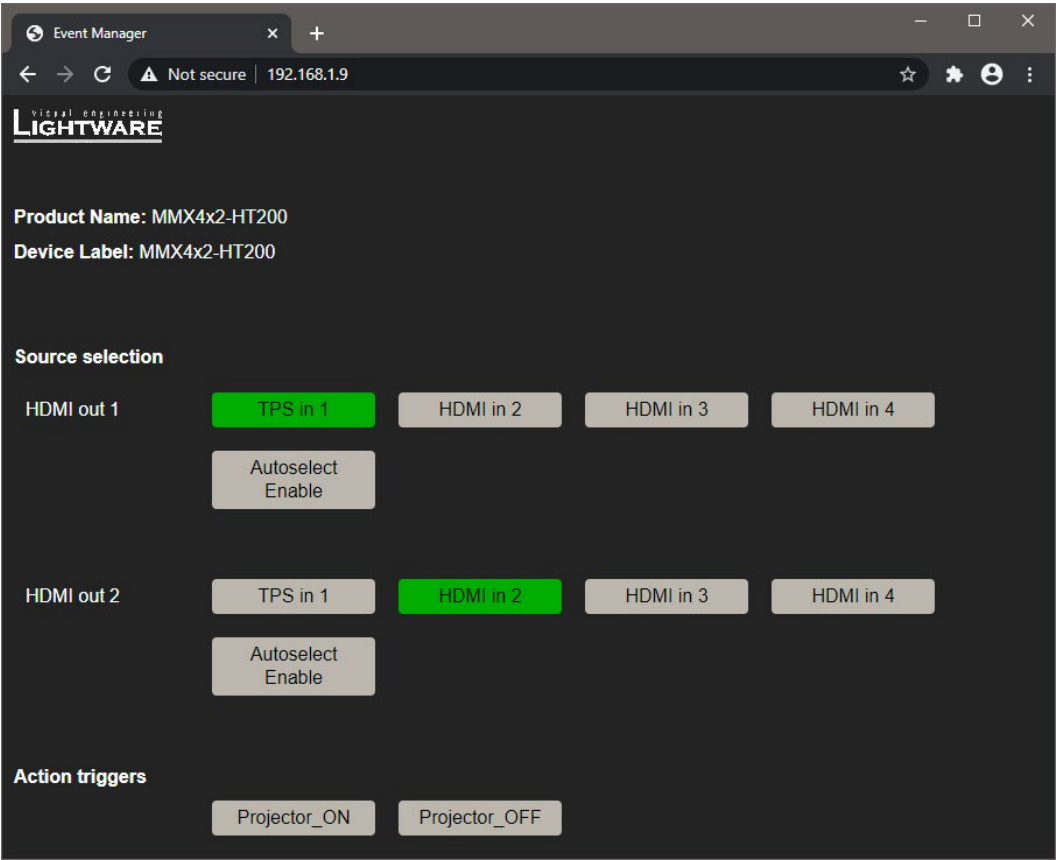 Event Manager
Not secure 192.168.1.9
visual engineering
LIGHTWARE
Product Name: MMX4x2-HT200
Device Label: MMX4x2-HT200
Source selection
HDMI out 1 TPS in 1 HDMI in 2 HDMI in 3 HDMI in 4
Autoselect
Enable
HDMI out 2 TPS in 1 HDMI in 2 HDMI in 3 HDMI in 4
Autoselect
Enable
Action triggers
Projector_ON Projector_OFF